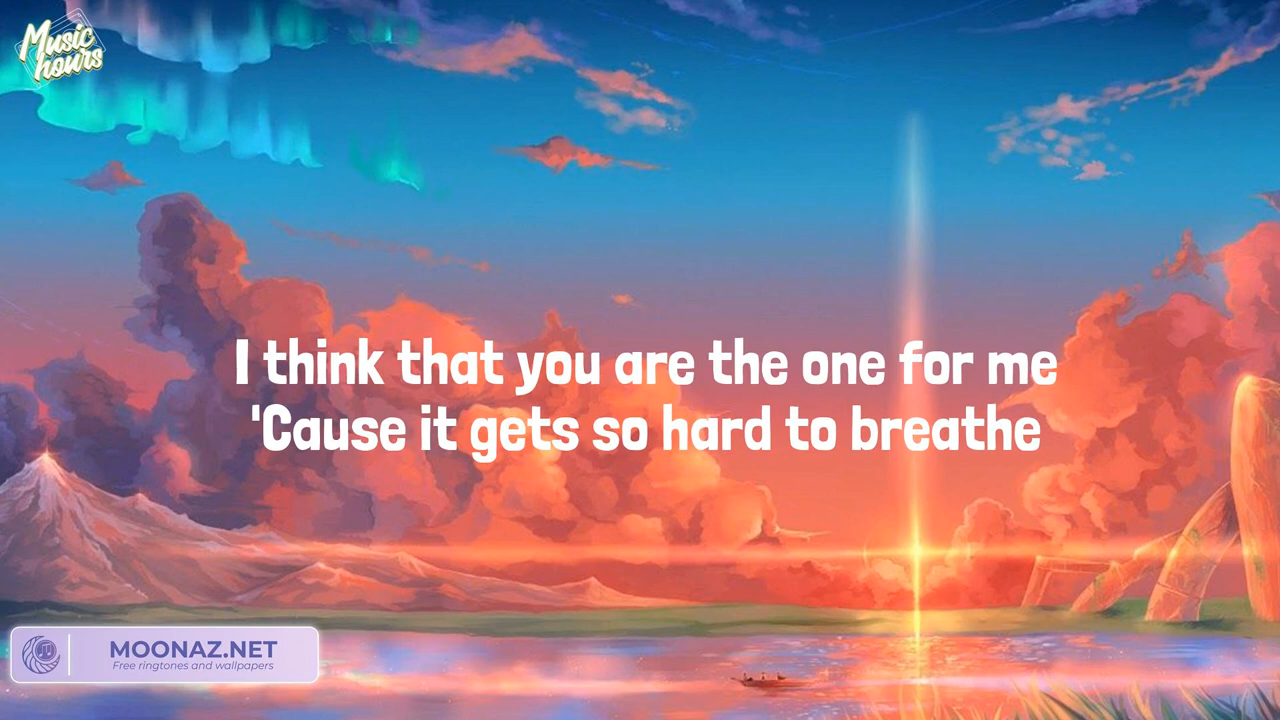 Music
hours
I think that you are the one for me
'Cause it gets so hard to breathe
MOONAZ.NET
Free ringtones and wallpapers